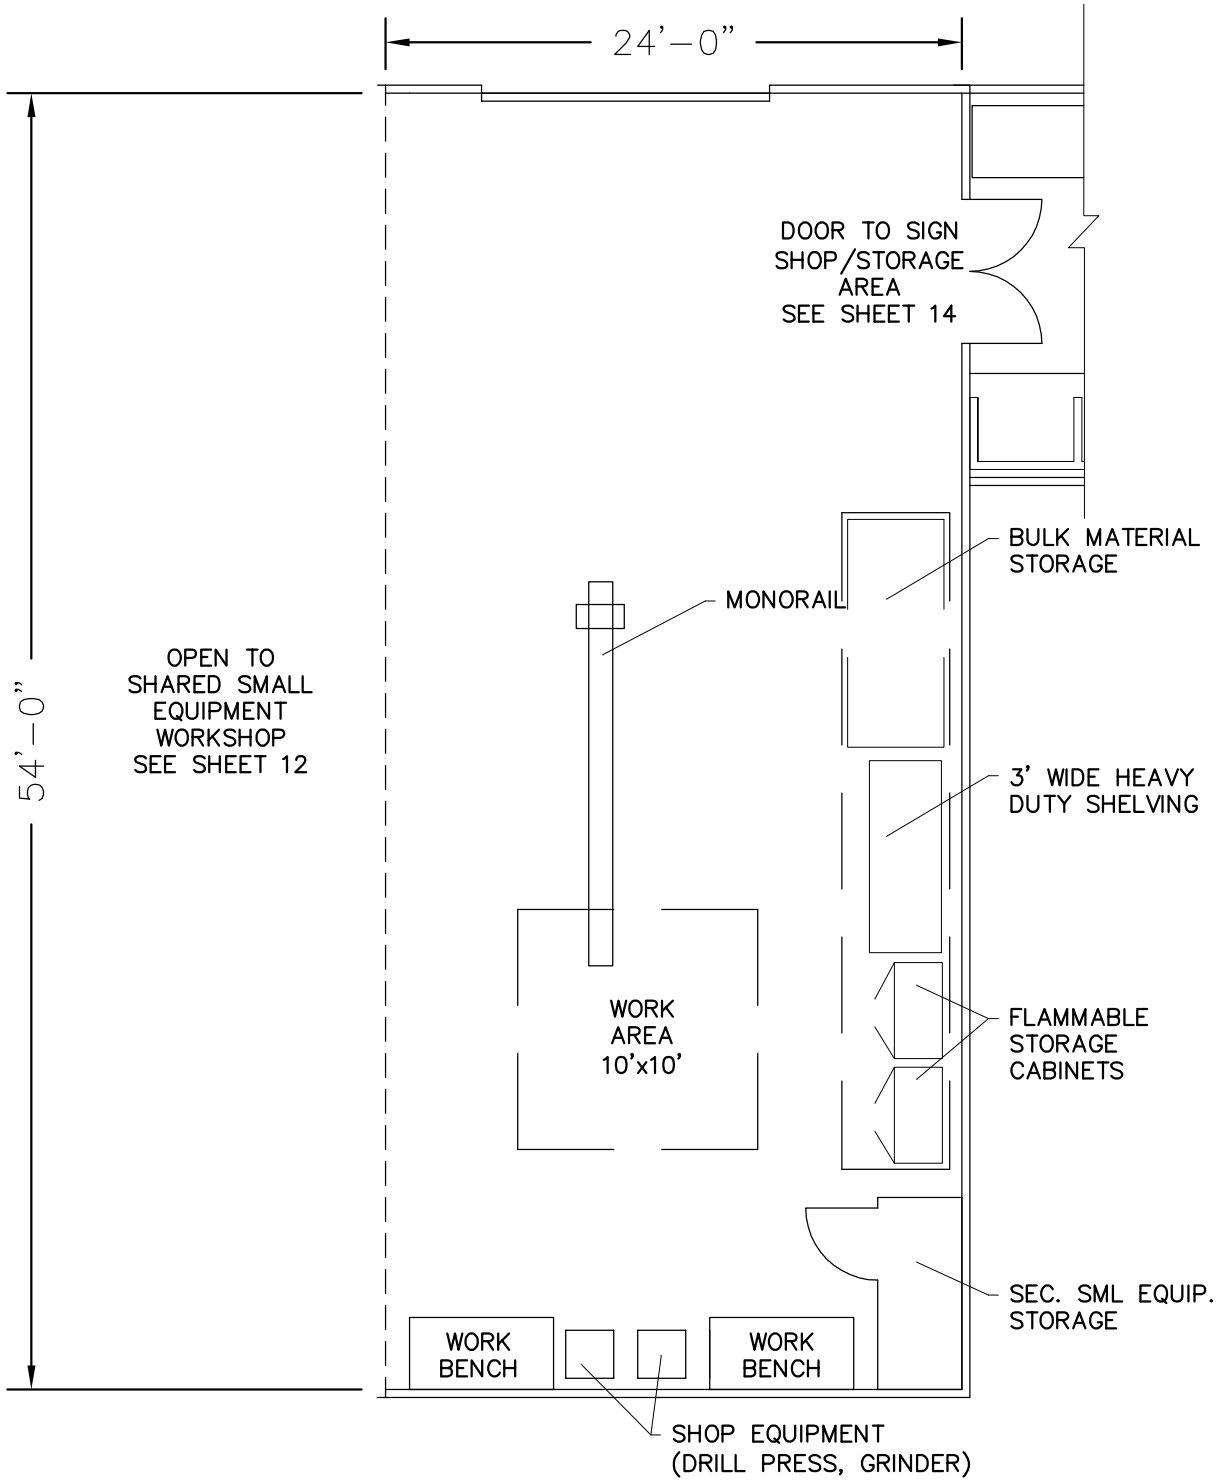 24'-0"
DOOR TO SIGN
SHOP/STORAGE
AREA
SEE SHEET 14
BULK MATERIAL
STORAGE
MONORAIL
OPEN TO
SHARED SMALL
EQUIPMENT
WORKSHOP
SEE SHEET 12
54'-0"
3' WIDE HEAVY
DUTY SHELVING
WORK
AREA
10'x10'
FLAMMABLE
STORAGE
CABINETS
SEC. SML EQUIP.
STORAGE
WORK
BENCH
WORK
BENCH
SHOP EQUIPMENT
(DRILL PRESS, GRINDER)